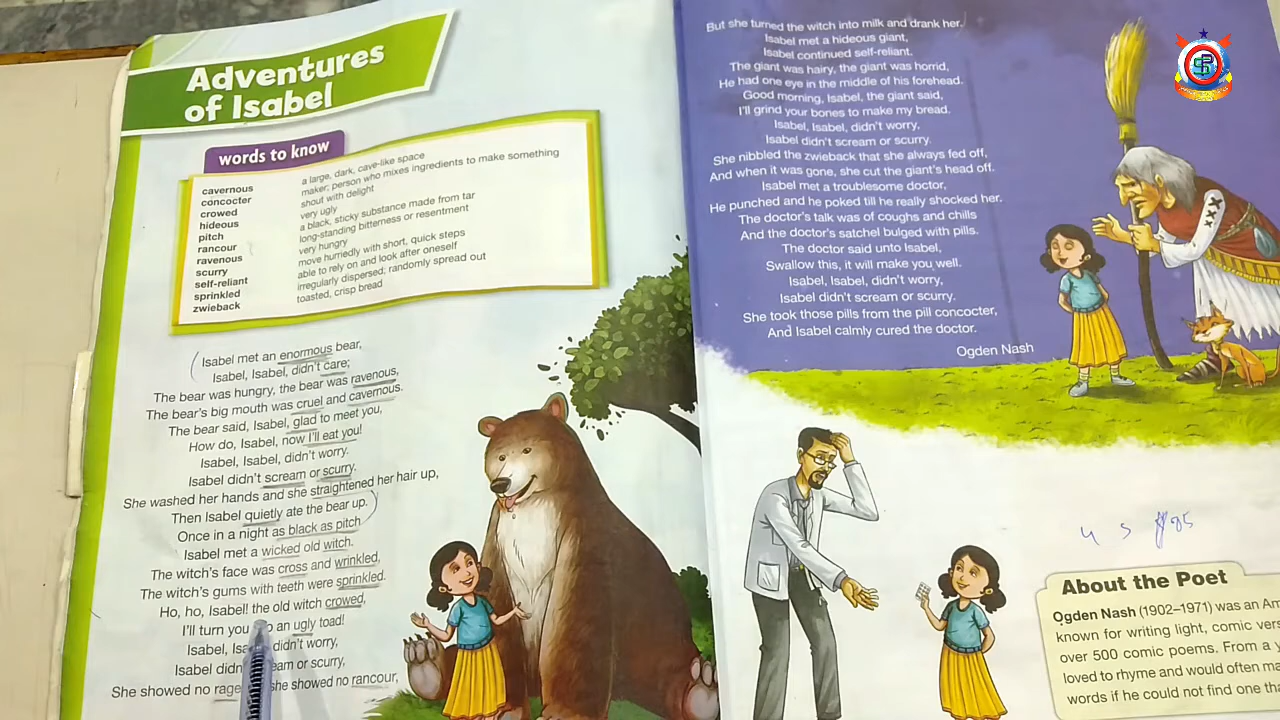 Adventures
of Isabel
words to know
cavernous a large, dark, cave-like space
concocter maker; person who mixes ingredients to make something
crowed shout with delight
hideous very ugly
pitch a black, sticky substance made from tar
rancour long-standing bitterness or resentment
ravenous very hungry
scurry move hurriedly with short, quick steps
self-reliant able to rely on and look after oneself
sprinkled irregularly dispersed; randomly spread out
zwieback toasted, crisp bread
Isabel met an enormous bear,
Isabel, Isabel, didn't care;
The bear was hungry, the bear was ravenous,
The bear's big mouth was cruel and cavernous.
The bear said, Isabel, glad to meet you,
How do, Isabel, now I'll eat you!
Isabel, Isabel, didn't worry.
Isabel didn't scream or scurry.
She washed her hands and she straightened her hair up,
Then Isabel quietly ate the bear up.
Once in a night as black as pitch
Isabel met a wicked old witch.
The witch's face was cross and wrinkled,
The witch's gums with teeth were sprinkled.
Ho, ho, Isabel! the old witch crowed,
I'll turn you an ugly toad!
Isabel, didn't worry,
Isabel or scurry,
She showed no rage she showed no rancour,
But she turned the witch into milk and drank her.
Isabel met a hideous giant,
Isabel continued self-reliant.
The giant was hairy, the giant was horrid,
He had one eye in the middle of his forehead.
Good morning, Isabel, the giant said,
I'll grind your bones to make my bread.
Isabel, Isabel, didn't worry,
Isabel didn't scream or scurry.
She nibbled the zwieback that she always fed off,
And when it was gone, she cut the giant's head off.
Isabel met a troublesome doctor,
He punched and he poked till he really shocked her.
The doctor's talk was of coughs and chills
And the doctor's satchel bulged with pills.
The doctor said unto Isabel,
Swallow this, it will make you well.
Isabel, Isabel, didn't worry,
Isabel didn't scream or scurry.
She took those pills from the pill concocter,
And Isabel calmly cured the doctor.
Ogden Nash
About the Poet
Ogden Nash (1902–1971) was an
known for writing light, comic
over 500 comic poems. From a
loved to rhyme and would often
words if he could not find one